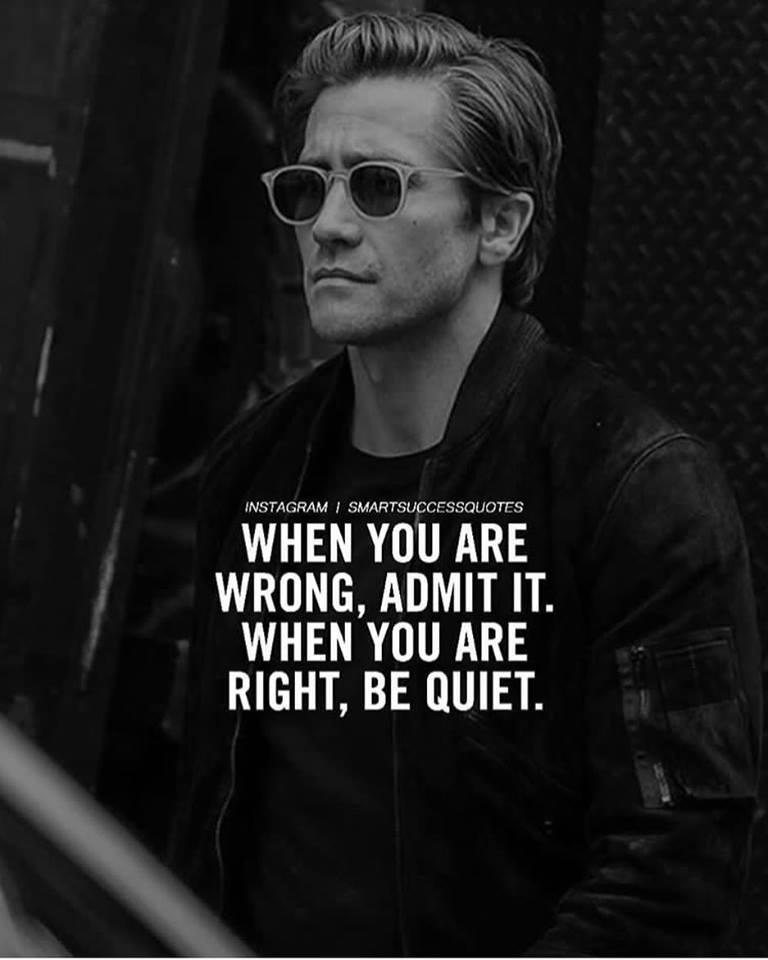 INSTAGRAM | SMARTSUCCESSQUOTES
WHEN YOU ARE
WRONG, ADMIT IT.
WHEN YOU ARE
RIGHT, BE QUIET.